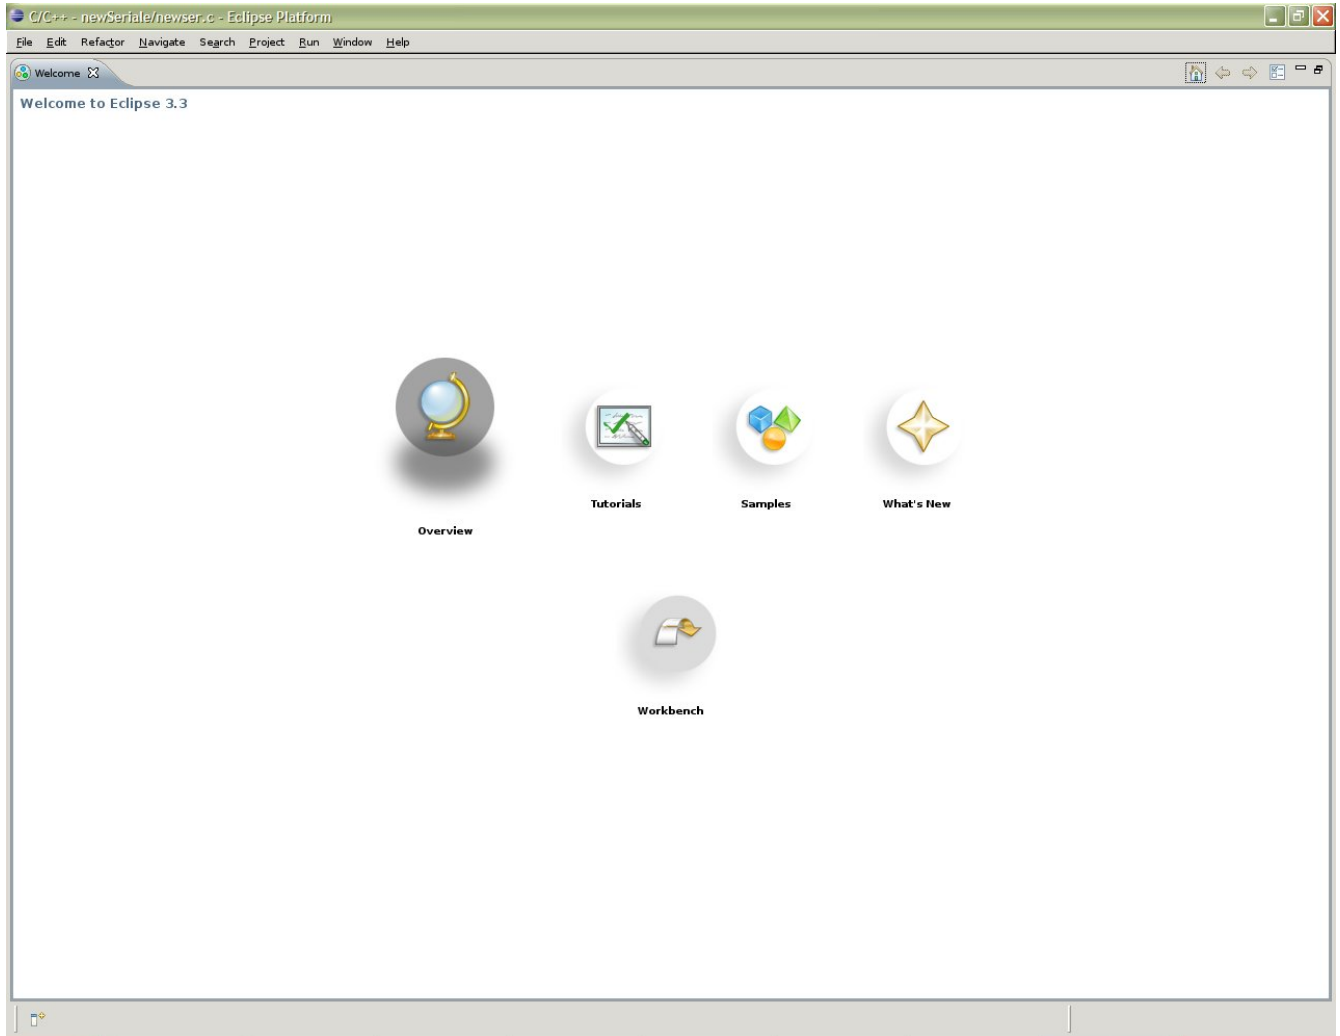 C/C++ - newSeriale/newser.c - Eclipse Platform
File Edit Refactor Navigate Search Project Run Window Help
Welcome
Welcome to Eclipse 3.3
Overview
Tutorials
Samples
What's New
Workbench